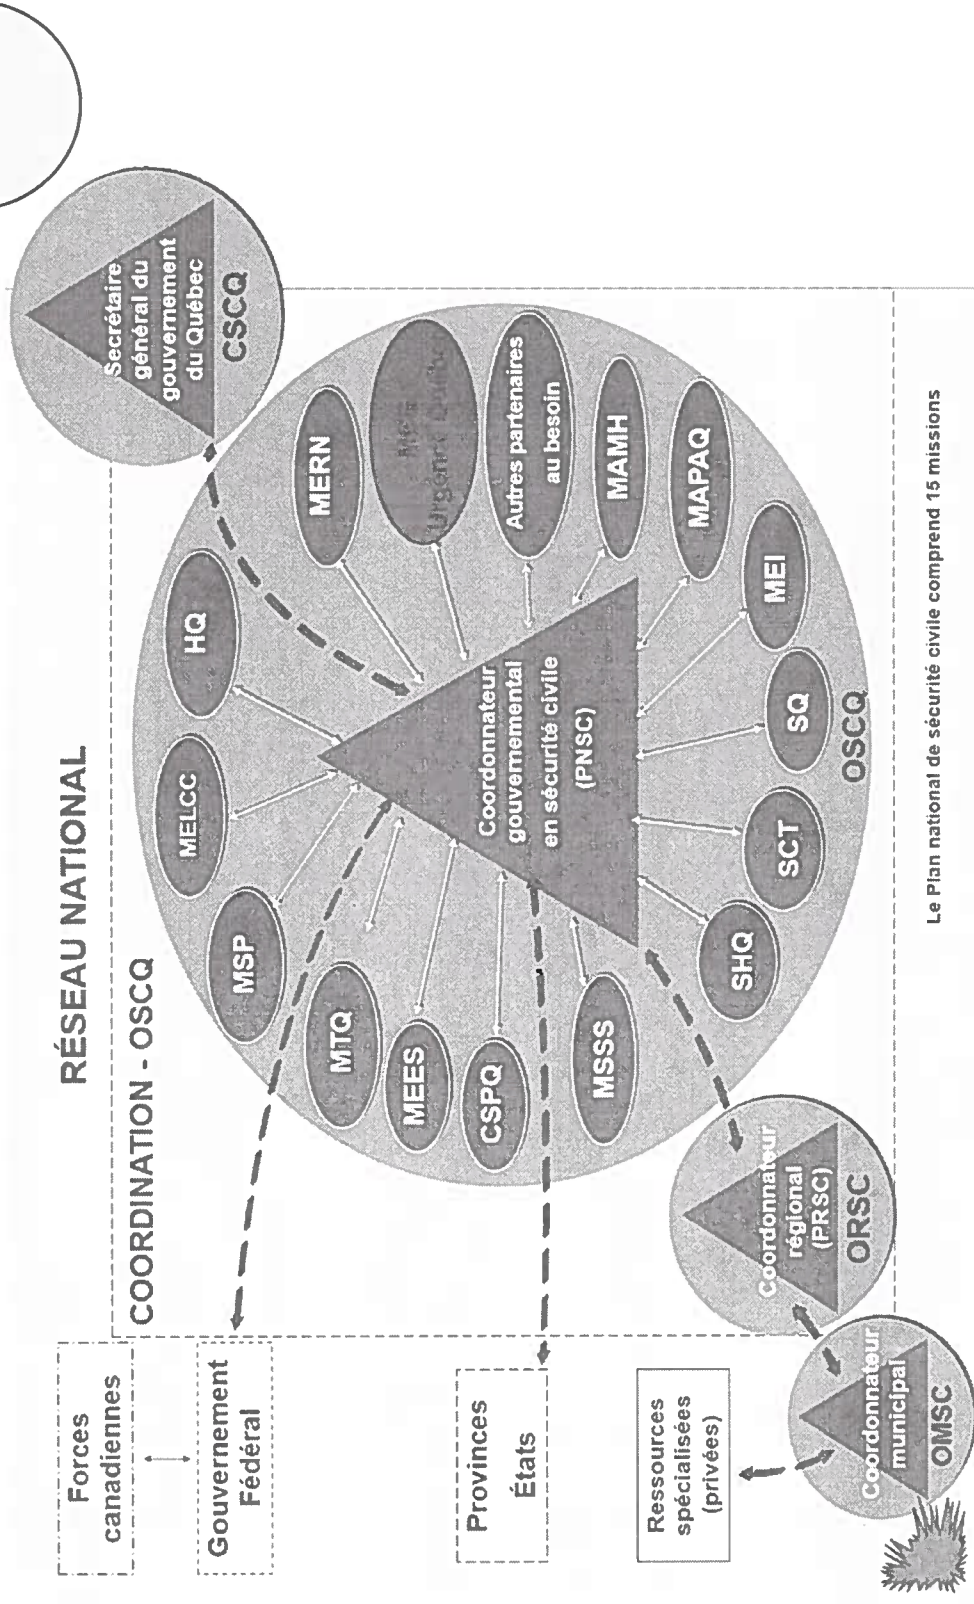 RÉSEAU NATIONAL
COORDINATION - OSCQ
Forces
canadiennes
Gouvernement
Fédéral
Provinces
États
Ressources
spécialisées
(privées)
Secrétaire
général du
gouvernement
du Québec
CSCQ
MSP
MELCC
HQ
MERN
Urgence
Autres partenaires
au besoin
MAMH
MAPAQ
MEI
SQ
SCT
SHQ
MSSS
CSPQ
MEES
MTQ
Coordonnateur
gouvernemental
en sécurité civile
(PNSC)
OSCQ
Coordonnateur
régional
(PRSC)
ORSC
Coordonnateur
municipal
OMSC
Le Plan national de sécurité civile comprend 15 missions